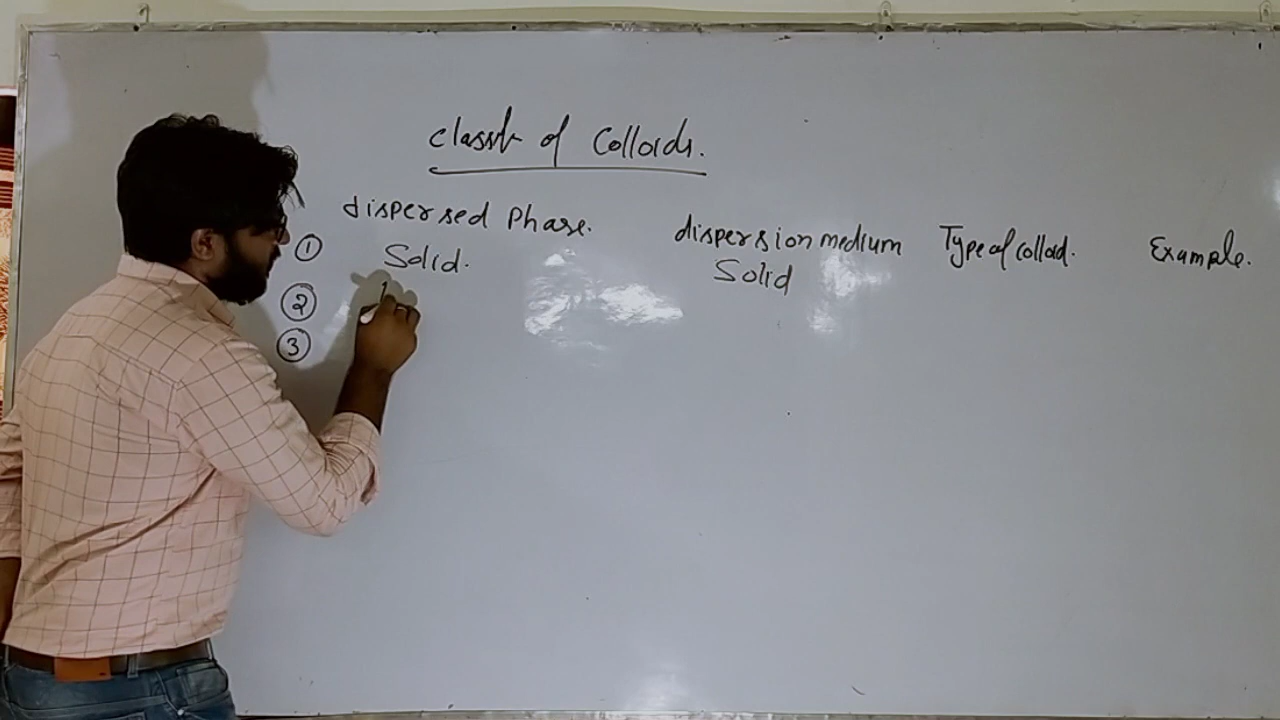 classn of Colloids.
dispersed Phase. dispersion medium Type of colloid. Example.
① Solid. Solid
②
③